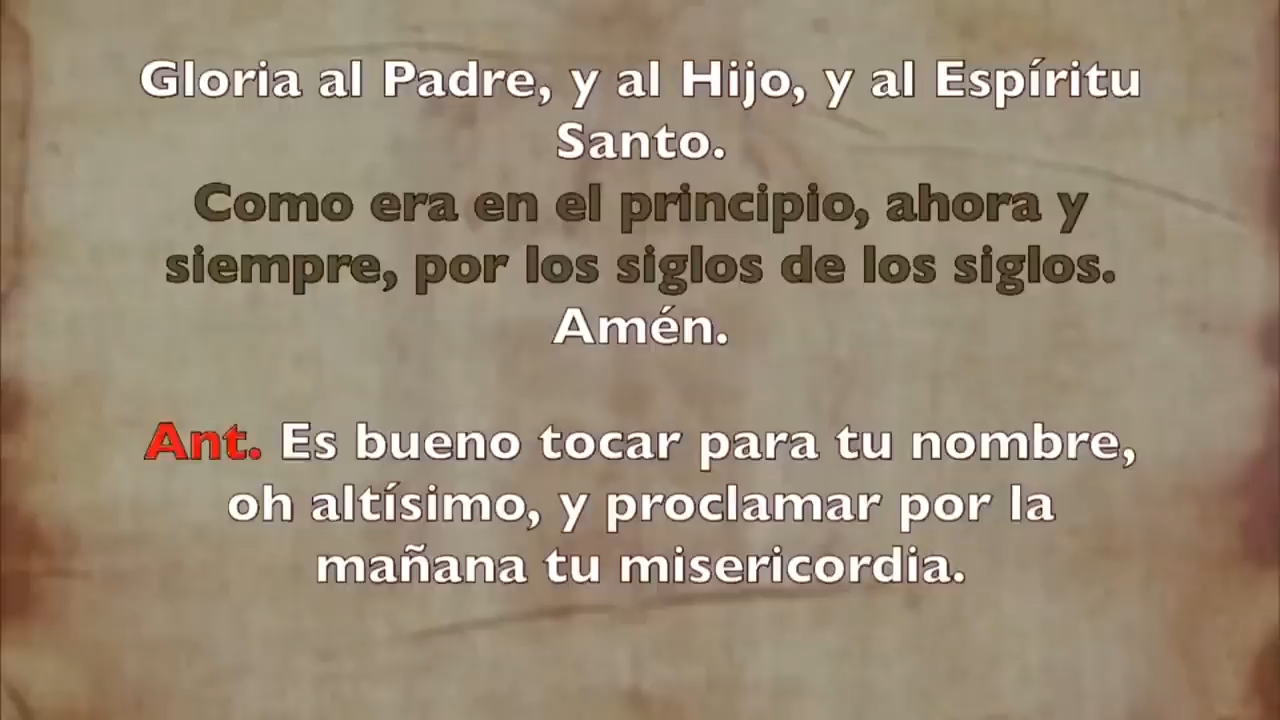 Gloria al Padre, y al Hijo, y al Espíritu
Santo.
Como era en el principio, ahora y
siempre, por los siglos de los siglos.
Amén.
Ant. Es bueno tocar para tu nombre,
oh altísimo, y proclamar por la
mañana tu misericordia.